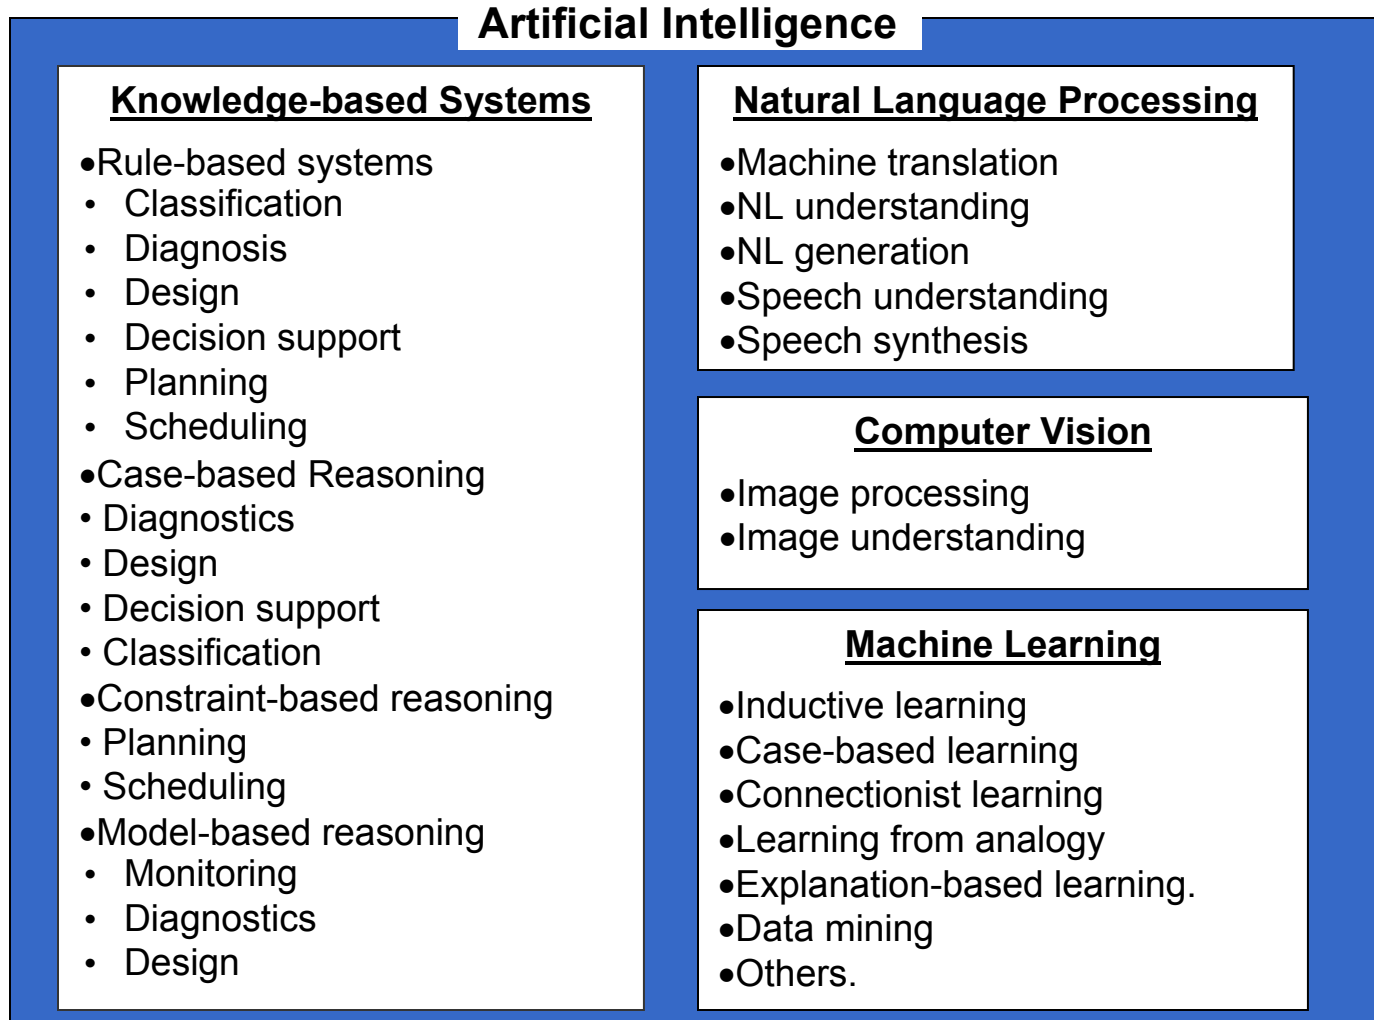 Artificial Intelligence
Knowledge-based Systems
•Rule-based systems
• Classification
• Diagnosis
• Design
• Decision support
• Planning
• Scheduling
•Case-based Reasoning
• Diagnostics
• Design
• Decision support
• Classification
•Constraint-based reasoning
• Planning
• Scheduling
•Model-based reasoning
• Monitoring
• Diagnostics
• Design
Natural Language Processing
•Machine translation
•NL understanding
•NL generation
•Speech understanding
•Speech synthesis
Computer Vision
•Image processing
•Image understanding
Machine Learning
•Inductive learning
•Case-based learning
•Connectionist learning
•Learning from analogy
•Explanation-based learning.
•Data mining
•Others.